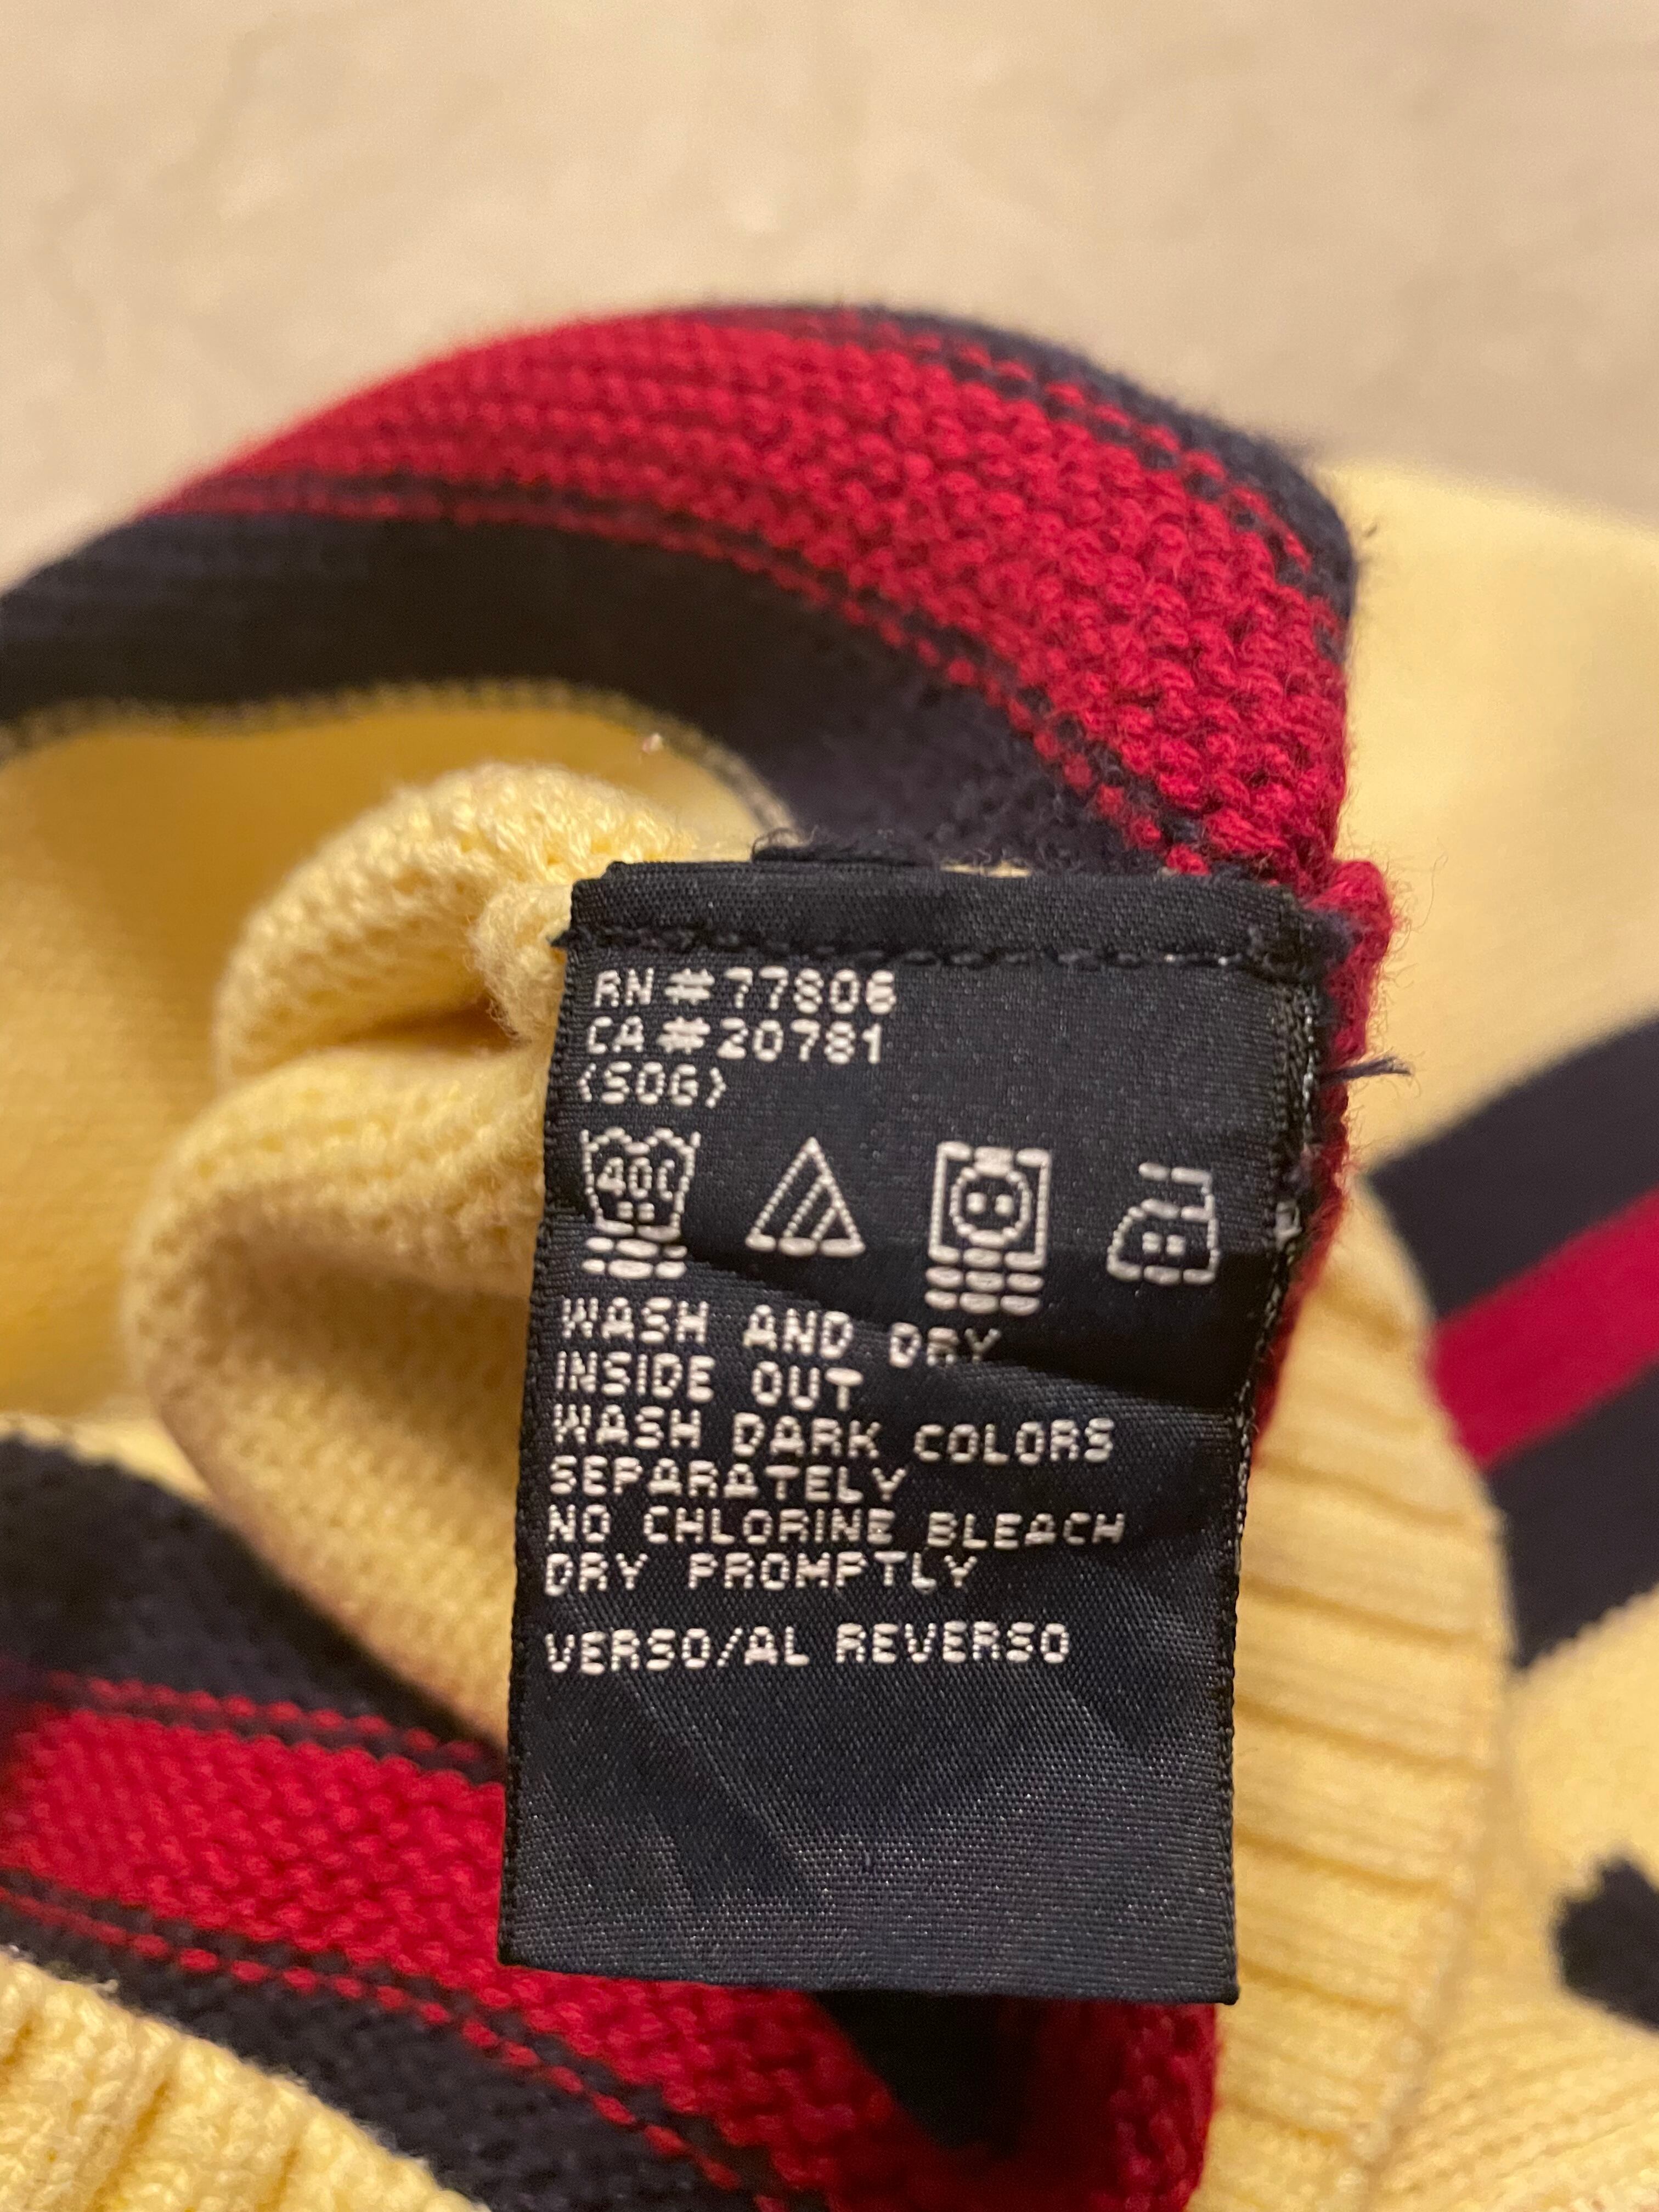 RN #77806
CA #20781
(SOG)
40C
WASH AND DRY
INSIDE OUT
WASH DARK COLORS
SEPARATELY
NO CHLORINE BLEACH
DRY PROMPTLY
VERSO/AL REVERSO